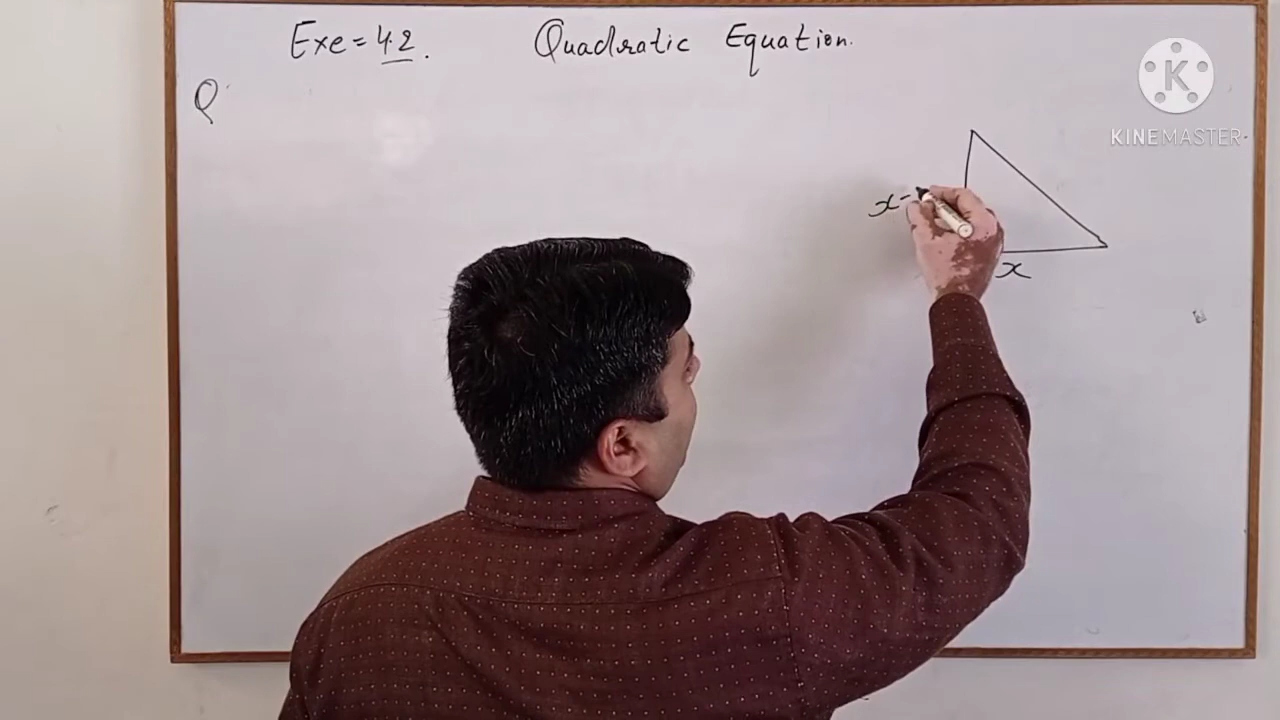 Exe = 4.2. Quadratic Equation.
Q
K
KINEMASTER
x-
x